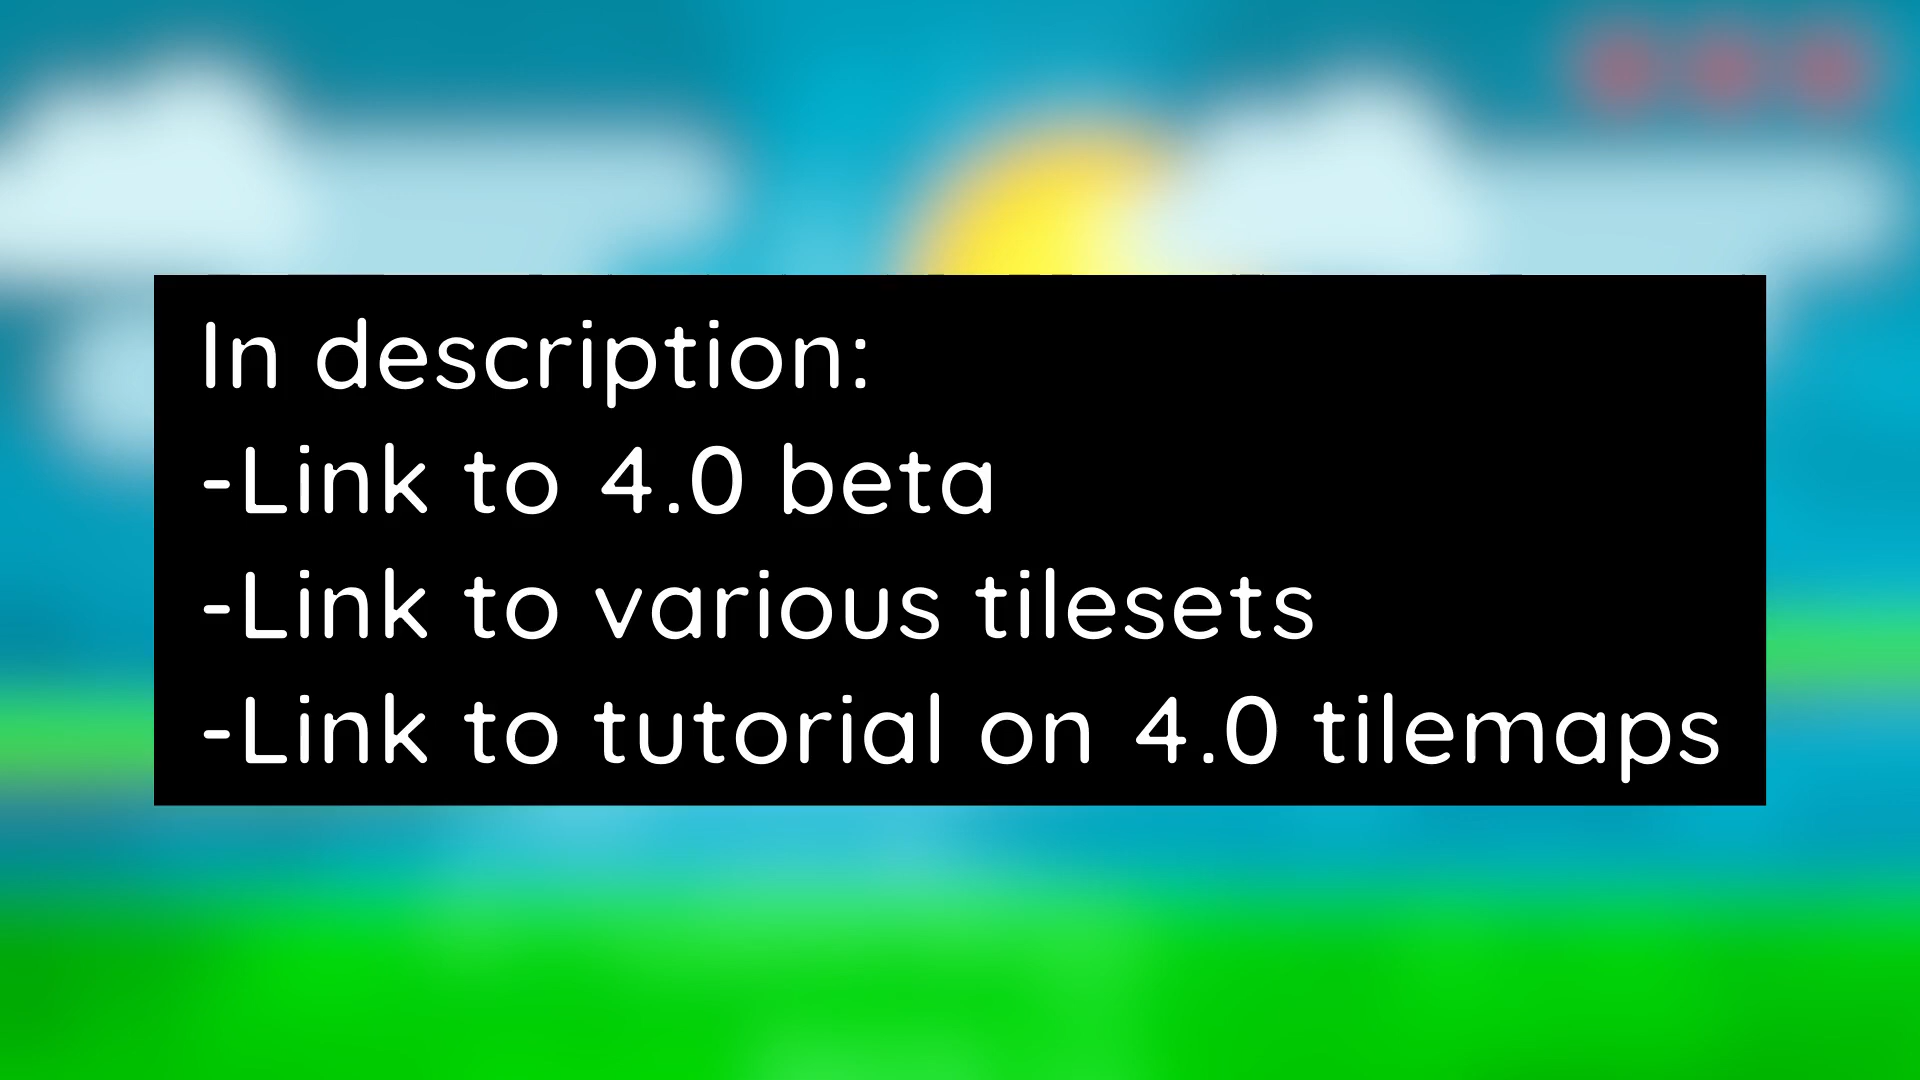 In description:
-Link to 4.0 beta
-Link to various tilesets
-Link to tutorial on 4.0 tilemaps